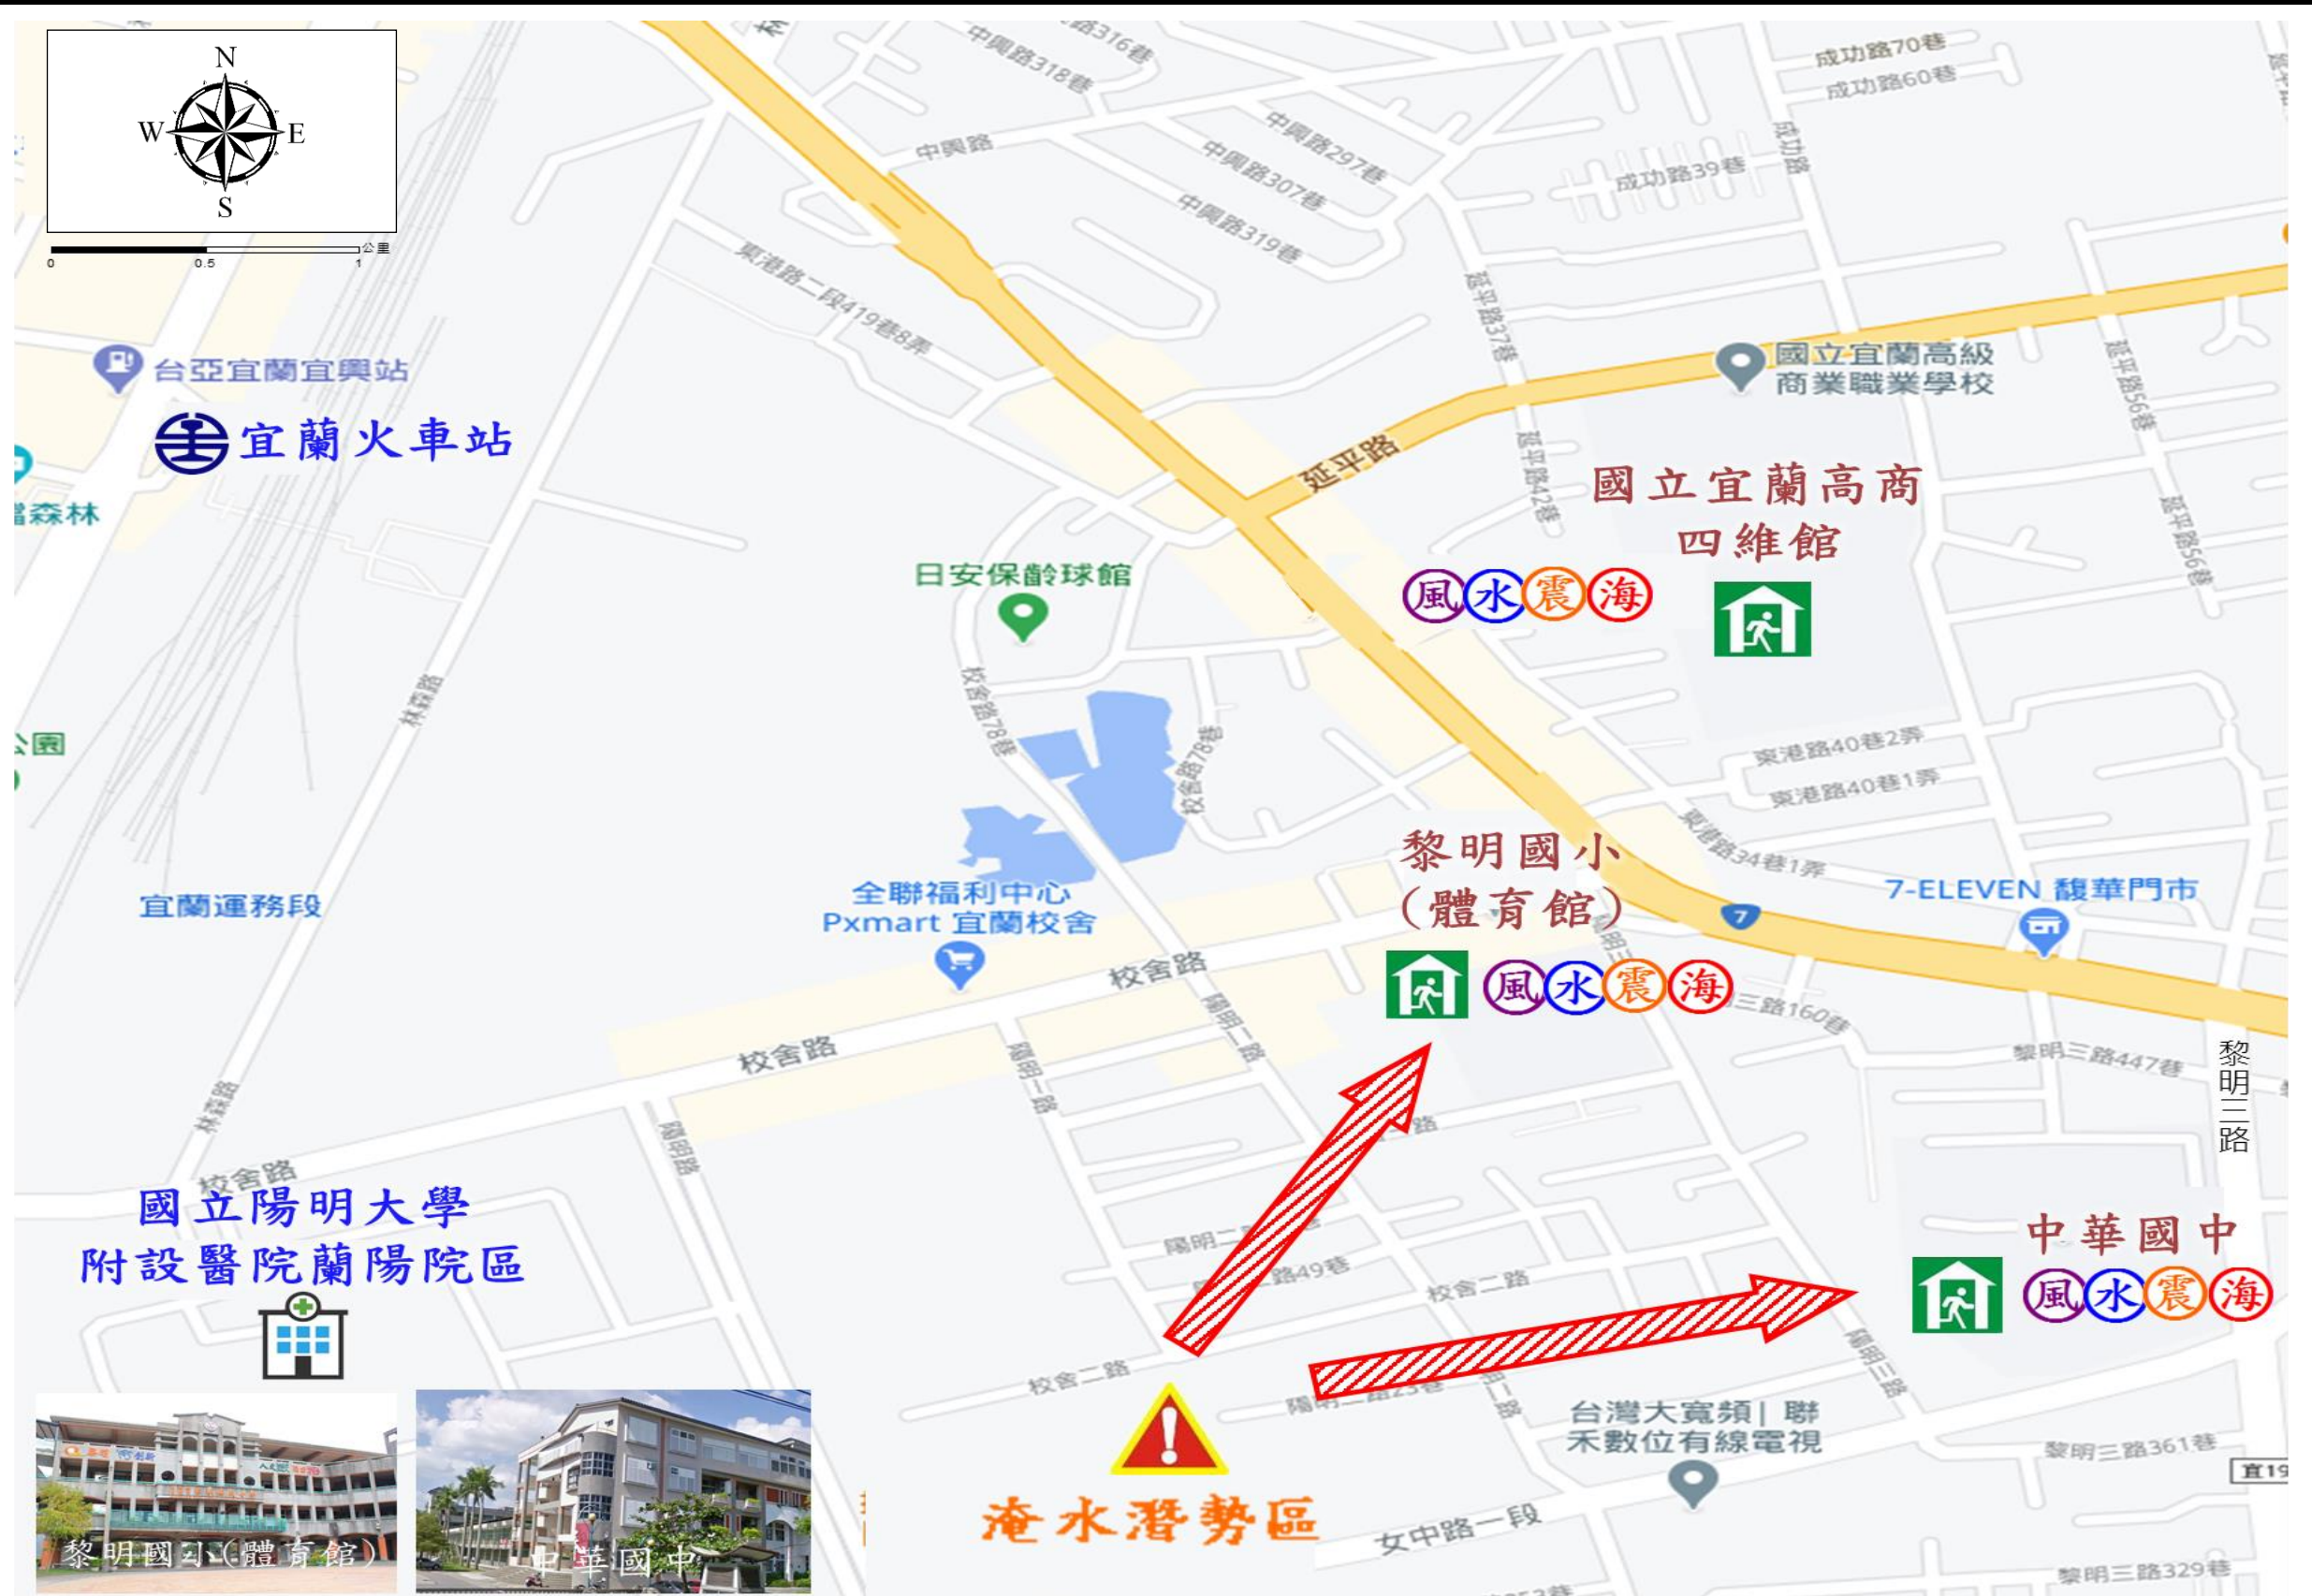 N
W E
S
0 0.5 1公里
中興路318巷
中興路
中興路297巷
中興路307巷
中興路319巷
成功路70巷
成功路60巷
成功路
成功路39巷
東港路二段419巷8弄
延平路37巷
台亞宜蘭宜興站
宜蘭火車站
森林
國立宜蘭高級
商業職業學校
延平路56巷
延平路
延平路42巷
國立宜蘭高商
四維館
風水震海
延平路56巷
日安保齡球館
林森路
校舍路78巷
校舍路78巷
公園
東港路40巷2弄
東港路40巷1弄
東港路34巷1弄
黎明國小
(體育館)
風水震海
7
7-ELEVEN 馥華門市
宜蘭運務段
全聯福利中心
Pxmart 宜蘭校舍
校舍路
校舍路
陽明二路
陽明一路
三路160巷
黎明三路447巷
黎明三路
林森路
陽明路
路
校舍路
國立陽明大學
附設醫院蘭陽院區
陽明二
路49巷
校舍二路
中華國中
風水震海
校舍二路
陽明三路
台灣大寬頻| 聯
禾數位有線電視
黎明三路361巷
宜19
淹水潛勢區
女中路一段
黎明三路329巷
黎明國小(體育館)
中華國中